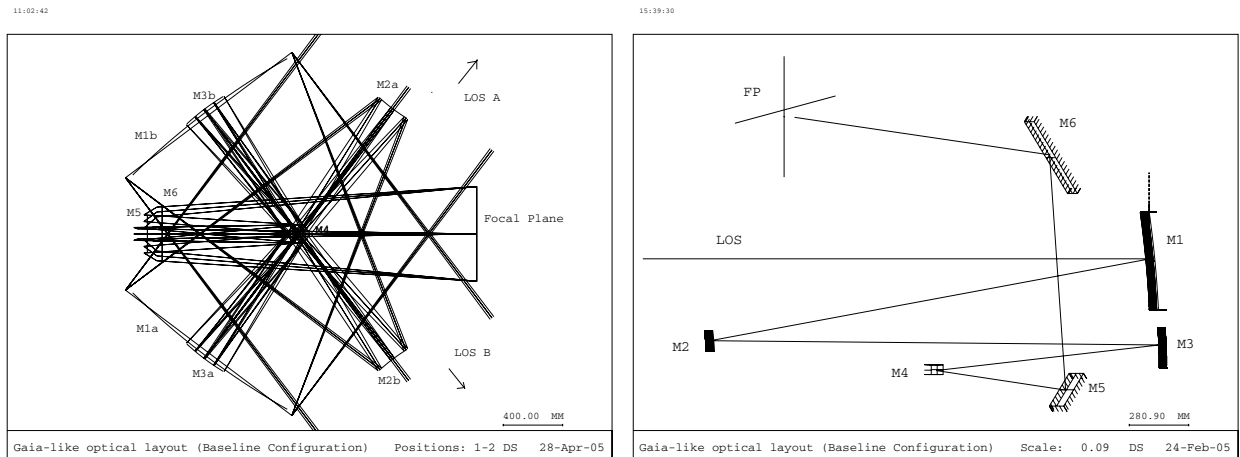 11:02:42
M3b
M2a
LOS A
M1b
M6
M5
M4
Focal Plane
M1a
M3a
M2b
LOS B
400.00 MM
Gaia-like optical layout (Baseline Configuration) Positions: 1-2 DS 28-Apr-05
15:39:30
FP
M6
LOS
M1
M2
M3
M4
M5
280.90 MM
Gaia-like optical layout (Baseline Configuration) Scale: 0.09 DS 24-Feb-05